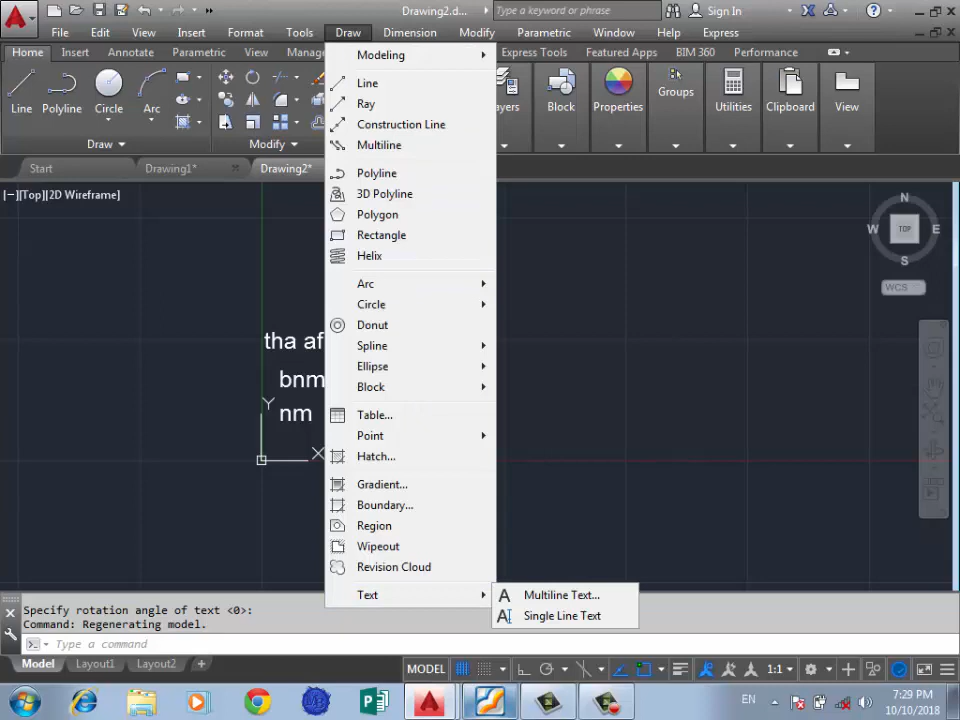 Drawing2.d...
Type a keyword or phrase
Sign In
File Edit View Insert Format Tools Draw Dimension Modify Parametric Window Help Express
Home Insert Annotate Parametric View Manag Express Tools Featured Apps BIM 360 Performance
Line Polyline Circle Arc
ayers Block Properties Groups Utilities Clipboard View
Draw Modify
Start Drawing1* Drawing2*
[−][Top][2D Wireframe]
Modeling
Line
Ray
Construction Line
Multiline
Polyline
3D Polyline
Polygon
Rectangle
Helix
Arc
Circle
Donut
Spline
Ellipse
Block
Table...
Point
Hatch...
Gradient...
Boundary...
Region
Wipeout
Revision Cloud
Text
Multiline Text...
Single Line Text
N
W TOP E
S
WCS
tha af
bnm
Y
nm
X
Specify rotation angle of text <0>:
Command: Regenerating model.
Type a command
Model Layout1 Layout2 +
MODEL 1:1
EN
7:29 PM
10/10/2018